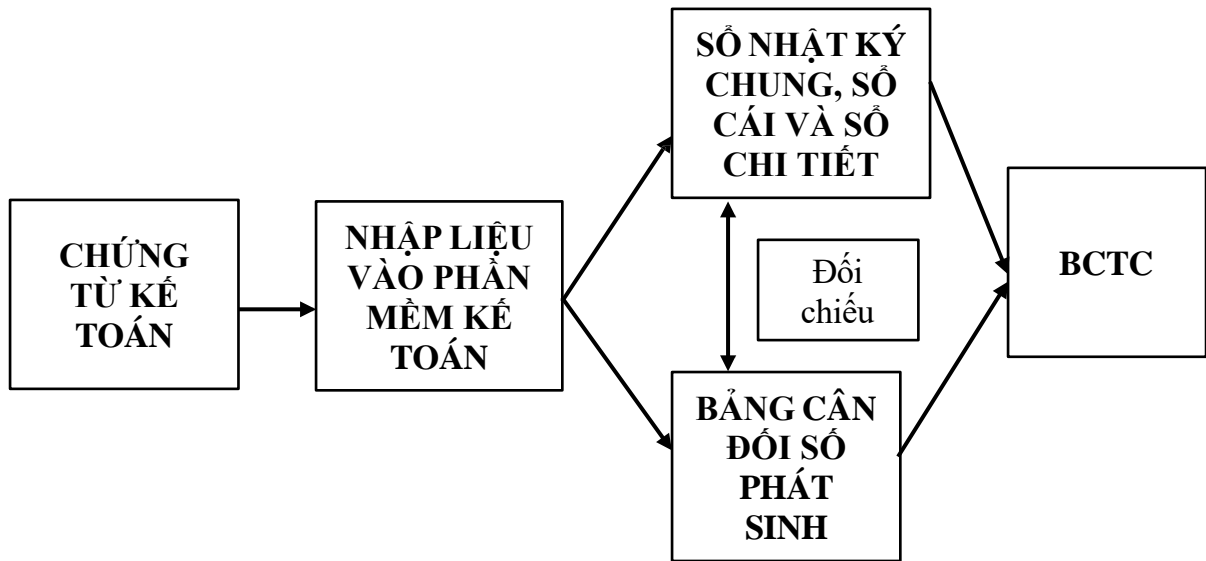 CHỨNG
TỪ KẾ
TOÁN
NHẬP LIỆU
VÀO PHẦN
MỀM KẾ
TOÁN
SỔ NHẬT KÝ
CHUNG, SỔ
CÁI VÀ SỔ
CHI TIẾT
Đối
chiếu
BẢNG CÂN
ĐỐI SỐ
PHÁT
SINH
BCTC